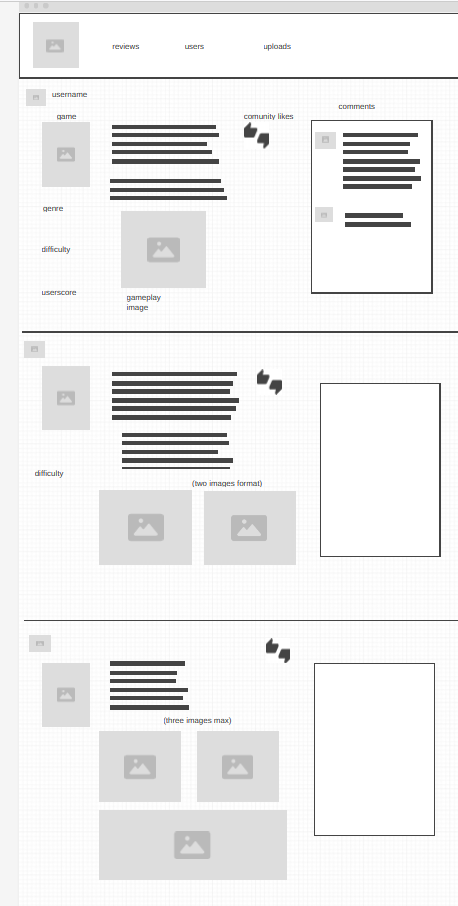 reviews
users
uploads
username
game
comunity likes
comments
genre
difficulty
userscore
gameplay
image
difficulty
(two images format)
(three images max)